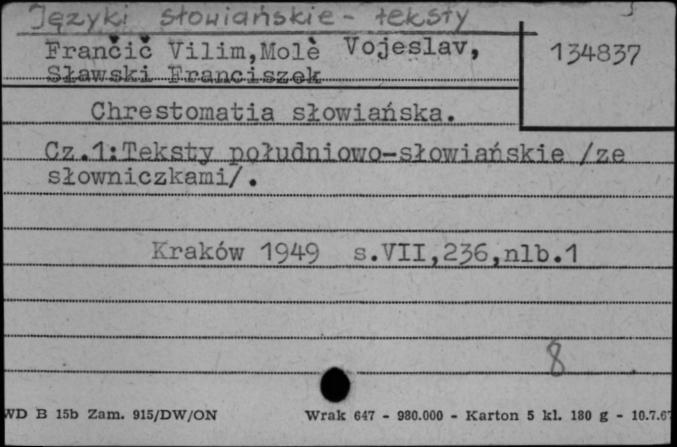 Języki słowiańskie - teksty
Frančič Vilim, Molè Vojeslav,
Sławski Franciszek
134837
Chrestomatia słowiańska.
Cz.1:Teksty południowo-słowiańskie /ze
słowniczkami/.
Kraków 1949 s.VII,236,nlb.1
8
WD B 15b Zam. 915/DW/ON Wrak 647 - 980.000 - Karton 5 kl. 180 g - 10.7.67